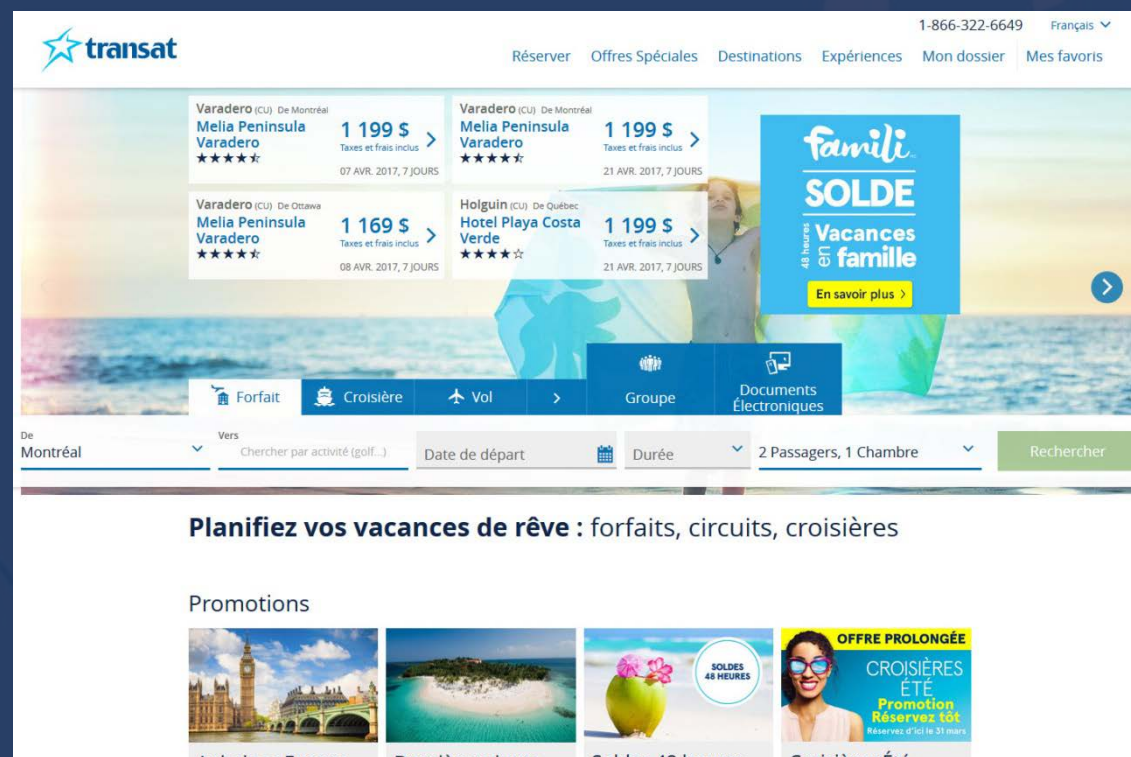 transat
1-866-322-6649 Français
Réserver Offres Spéciales Destinations Expériences Mon dossier Mes favoris
Varadero (CU) De Montréal
Melia Peninsula
Varadero
1 199 $
Taxes et frais inclus
07 AVR. 2017, 7 JOURS
Varadero (CU) De Montréal
Melia Peninsula
Varadero
1 199 $
Taxes et frais inclus
21 AVR. 2017, 7 JOURS
Varadero (CU) De Ottawa
Melia Peninsula
Varadero
1 169 $
Taxes et frais inclus
08 AVR. 2017, 7 JOURS
Holguin (CU) De Québec
Hotel Playa Costa
Verde
1 199 $
Taxes et frais inclus
21 AVR. 2017, 7 JOURS
famili
SOLDE
48 heures
Vacances
en famille
En savoir plus >
Forfait
Croisière
Vol
>
Groupe
Documents
Électroniques
De
Montréal
Vers
Chercher par activité (golf...)
Date de départ
Durée
2 Passagers, 1 Chambre
Rechercher
Planifiez vos vacances de rêve : forfaits, circuits, croisières
Promotions
SOLDES
48 HEURES
OFFRE PROLONGÉE
CROISIÈRES
ÉTÉ
Promotion
Réservez tôt
Réservez d'ici le 31 mars